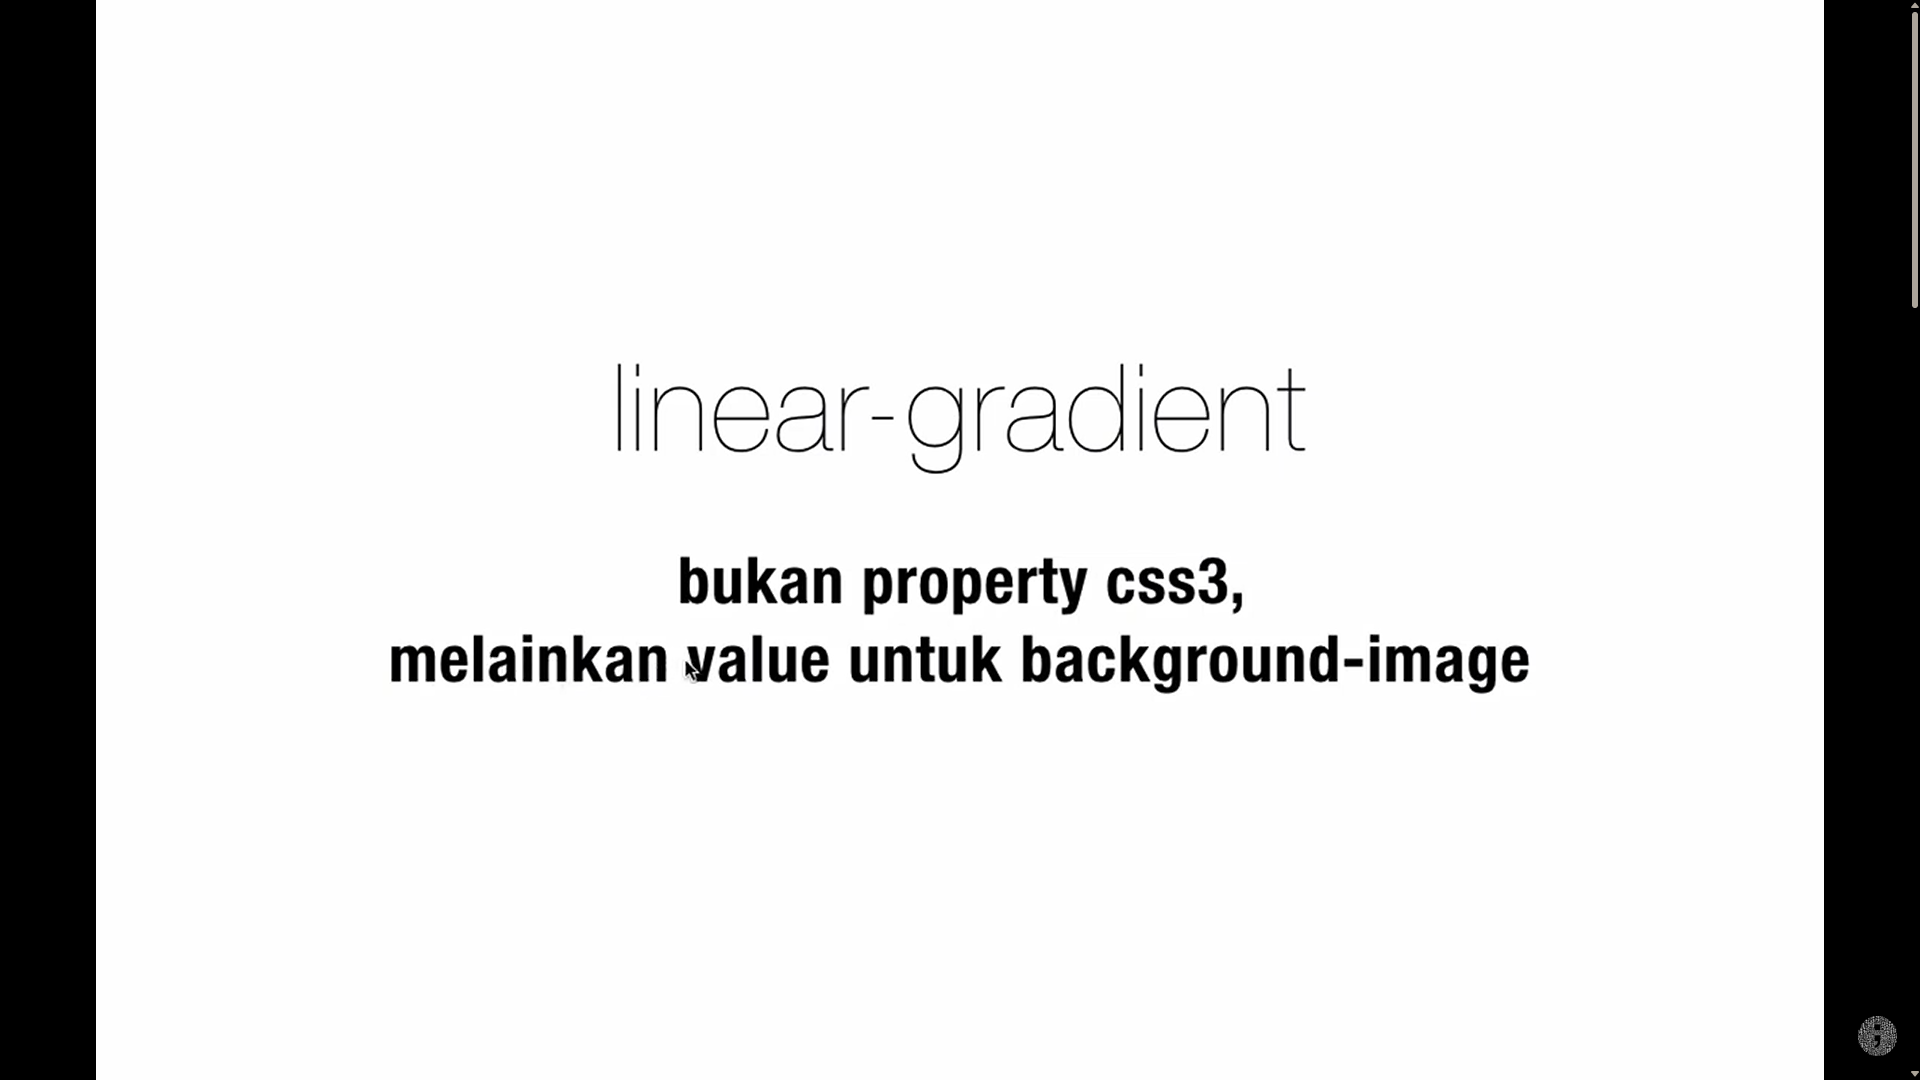 linear-gradient
bukan property css3,
melainkan value untuk background-image